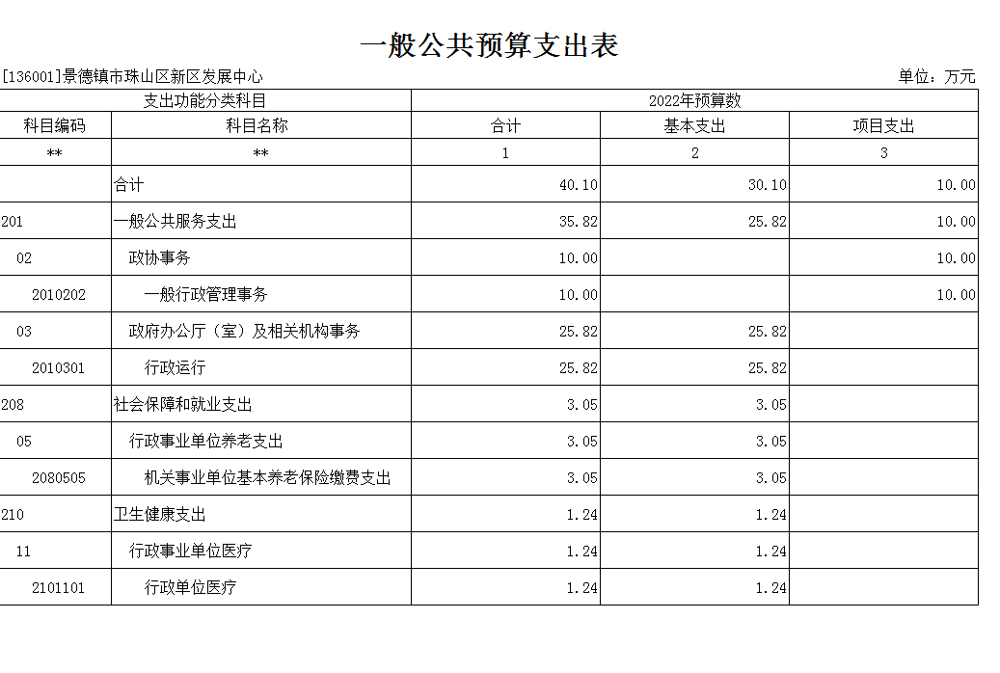 一般公共预算支出表
[136001]景德镇市珠山区新区发展中心 单位：万元
支出功能分类科目 2022年预算数
科目编码 科目名称 合计 基本支出 项目支出
** ** 1 2 3
合计 40.10 30.10 10.00
201 一般公共服务支出 35.82 25.82 10.00
02 政协事务 10.00 10.00
2010202 一般行政管理事务 10.00 10.00
03 政府办公厅（室）及相关机构事务 25.82 25.82
2010301 行政运行 25.82 25.82
208 社会保障和就业支出 3.05 3.05
05 行政事业单位养老支出 3.05 3.05
2080505 机关事业单位基本养老保险缴费支出 3.05 3.05
210 卫生健康支出 1.24 1.24
11 行政事业单位医疗 1.24 1.24
2101101 行政单位医疗 1.24 1.24